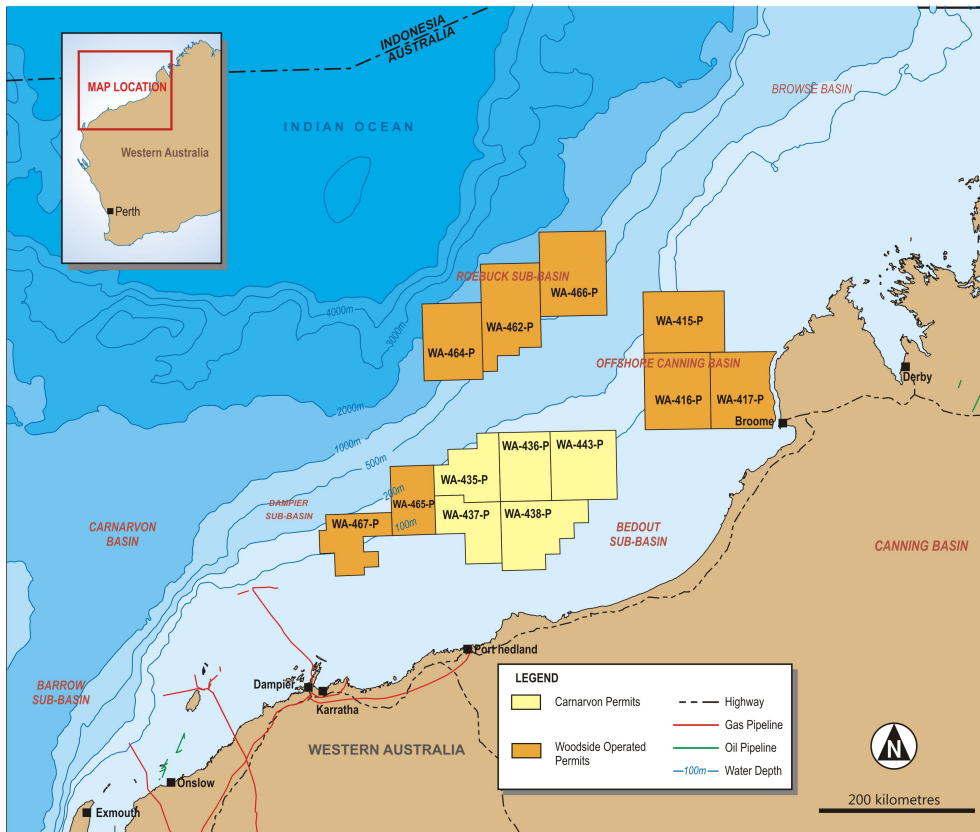 INDONESIA
AUSTRALIA
MAP LOCATION
Western Australia
Perth
INDIAN OCEAN
BROWSE BASIN
ROEBUCK SUB-BASIN
WA-466-P
WA-462-P
WA-464-P
4000m
3000m
2000m
1000m
500m
200m
100m
WA-415-P
OFFSHORE CANNING BASIN
WA-416-P
WA-417-P
Derby
Broome
WA-436-P
WA-443-P
WA-435-P
WA-465-P
WA-437-P
WA-438-P
WA-467-P
DAMPIER
SUB-BASIN
CARNARVON
BASIN
BEDOUT
SUB-BASIN
CANNING BASIN
Port hedland
Dampier
Karratha
BARROW
SUB-BASIN
WESTERN AUSTRALIA
Onslow
Exmouth
LEGEND
Carnarvon Permits
Woodside Operated
Permits
Highway
Gas Pipeline
Oil Pipeline
100m
Water Depth
N
200 kilometres